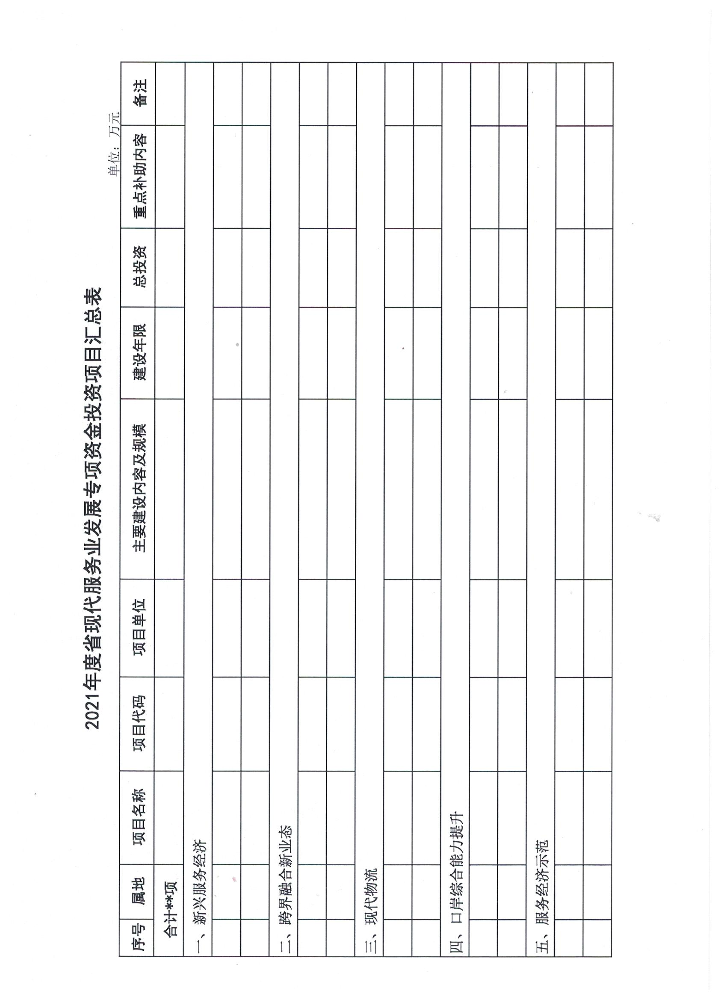 2021年度省现代服务业发展专项资金投资项目汇总表
单位：万元
序号 属地 项目名称 项目代码 项目单位 主要建设内容及规模 建设年限 总投资 重点补助内容 备注
合计**项
一、新兴服务经济
二、跨界融合新业态
三、现代物流
四、口岸综合能力提升
五、服务经济示范